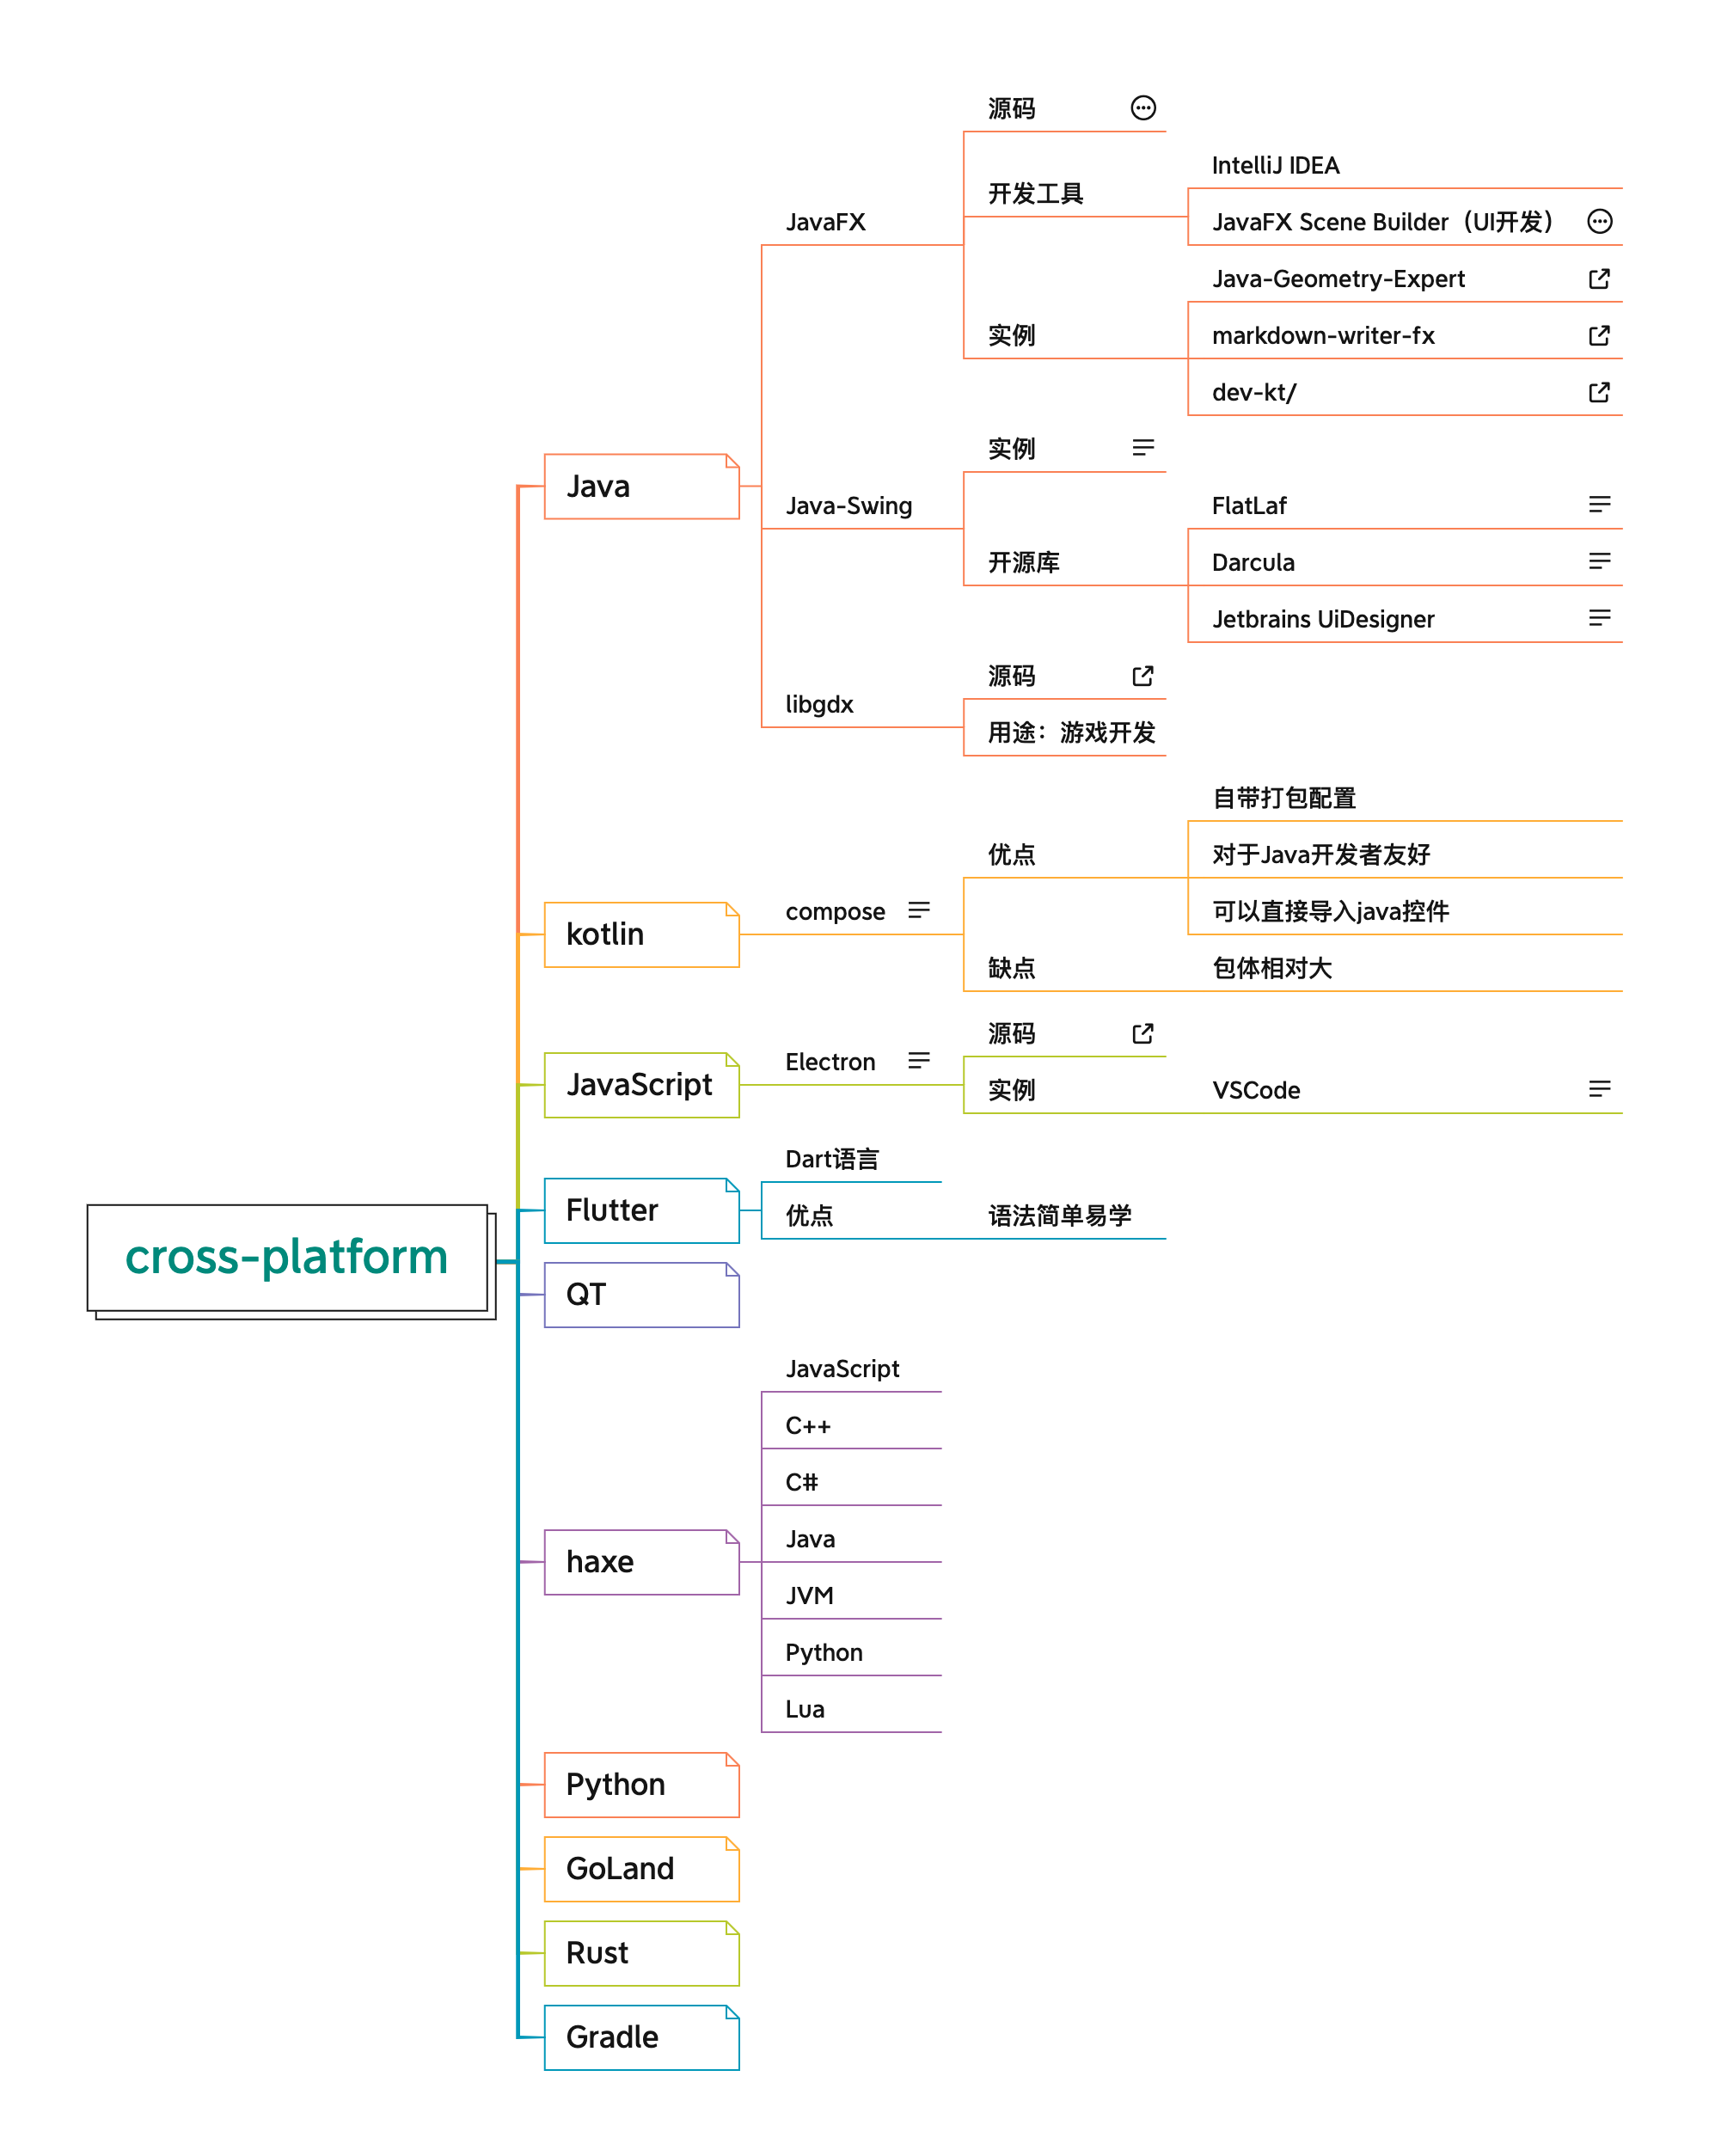 cross-platform
Java
JavaFX
源码
开发工具
IntelliJ IDEA
JavaFX Scene Builder（UI开发）
实例
Java-Geometry-Expert
markdown-writer-fx
dev-kt/
Java-Swing
实例
开源库
FlatLaf
Darcula
Jetbrains UiDesigner
libgdx
源码
用途：游戏开发
kotlin
compose
优点
自带打包配置
对于Java开发者友好
可以直接导入java控件
缺点
包体相对大
JavaScript
Electron
源码
实例
VSCode
Flutter
Dart语言
优点
语法简单易学
QT
haxe
JavaScript
C++
C#
Java
JVM
Python
Lua
Python
GoLand
Rust
Gradle